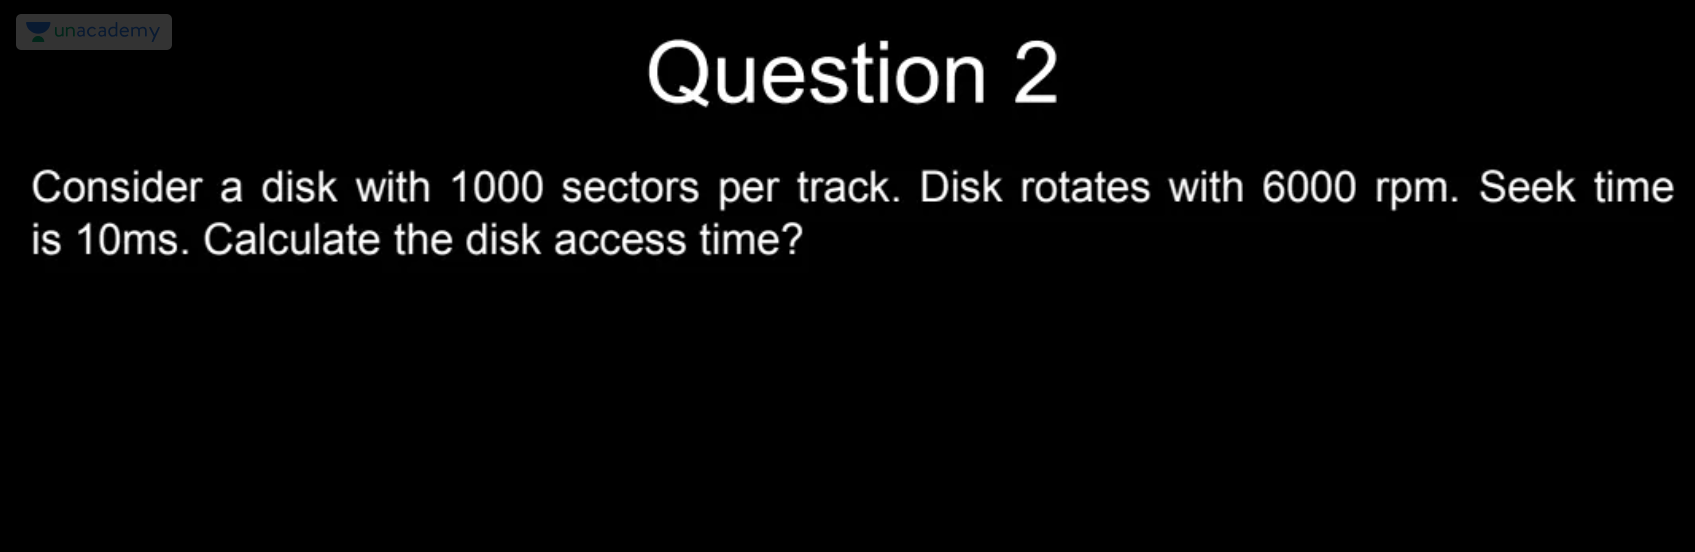 unacademy
Question 2
Consider a disk with 1000 sectors per track. Disk rotates with 6000 rpm. Seek time
is 10ms. Calculate the disk access time?